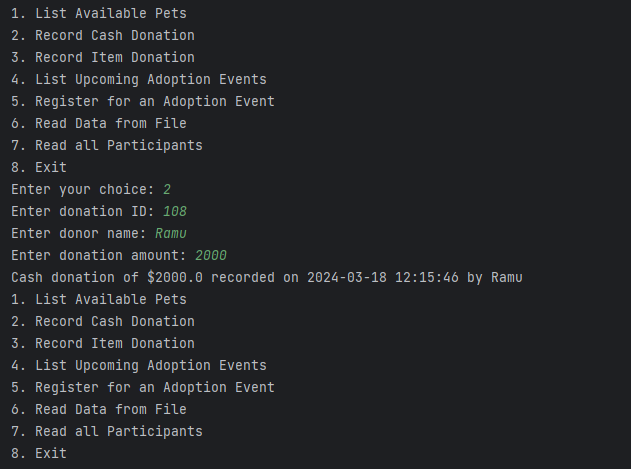 1. List Available Pets
2. Record Cash Donation
3. Record Item Donation
4. List Upcoming Adoption Events
5. Register for an Adoption Event
6. Read Data from File
7. Read all Participants
8. Exit
Enter your choice: 2
Enter donation ID: 108
Enter donor name: Ramu
Enter donation amount: 2000
Cash donation of $2000.0 recorded on 2024-03-18 12:15:46 by Ramu
1. List Available Pets
2. Record Cash Donation
3. Record Item Donation
4. List Upcoming Adoption Events
5. Register for an Adoption Event
6. Read Data from File
7. Read all Participants
8. Exit